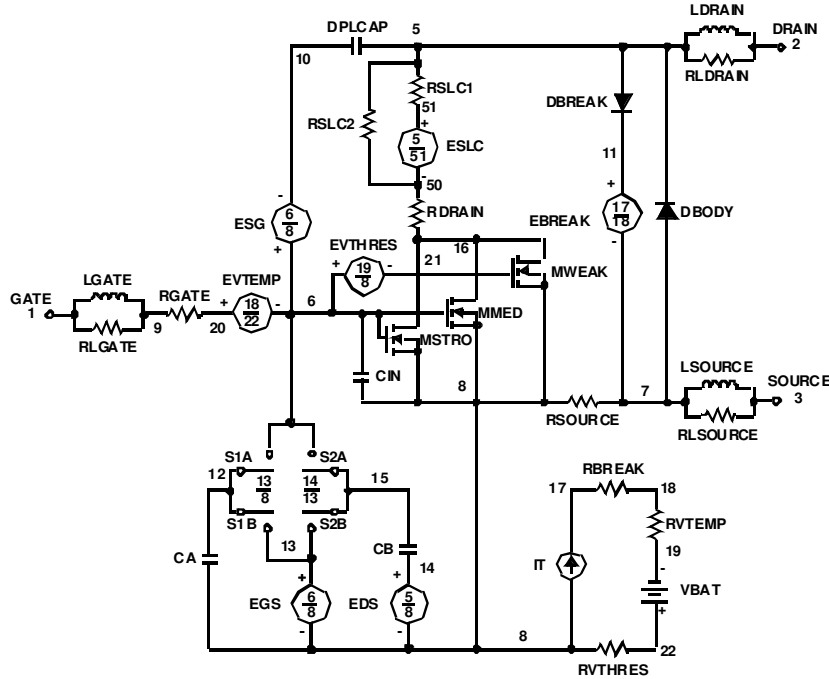 LDRAIN
DPLCAP 5 DRAIN
10 2
RLDRAIN
RSLC1
DBREAK
51
RSLC2
+
5
51
ESLC
11
-
50
-
+
17
18
6
8
ESG
RDRAIN
EBREAK
DBODY
+
EVTHRES
16
-
+
19
8
-
21
MWEAK
LGATE
EVTEMP
GATE
RGATE
+
18
22
-
6
MMED
1
9
20
MSTRO
RLGATE
LSOURCE
CIN
8
7
SOURCE
3
RSOURCE
RLSOURCE
S1A
S2A
12
13
8
14
13
15
RBREAK
17
18
S1B
S2B
RVTEMP
13
CB
CA
14
IT
19
-
+
+
VBAT
EGS
6
8
EDS
5
8
+
-
-
8
22
RVTHRES